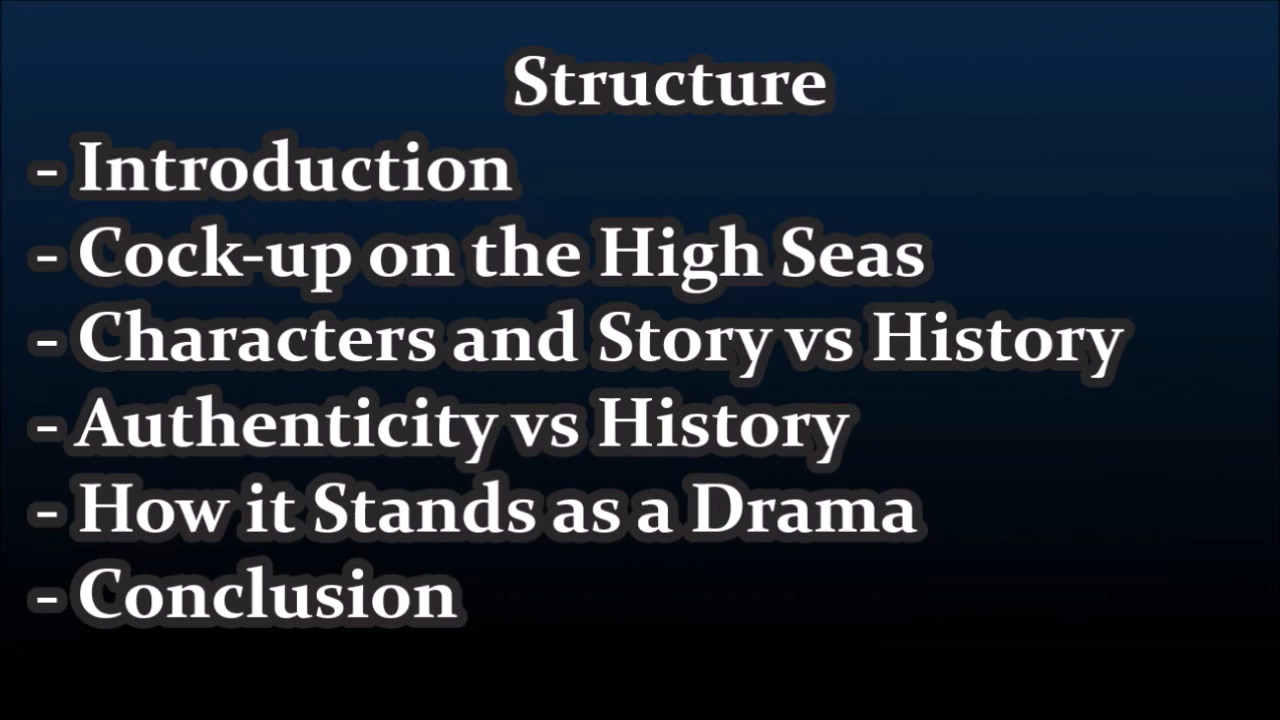 Structure
- Introduction
- Cock-up on the High Seas
- Characters and Story vs History
- Authenticity vs History
- How it Stands as a Drama
- Conclusion